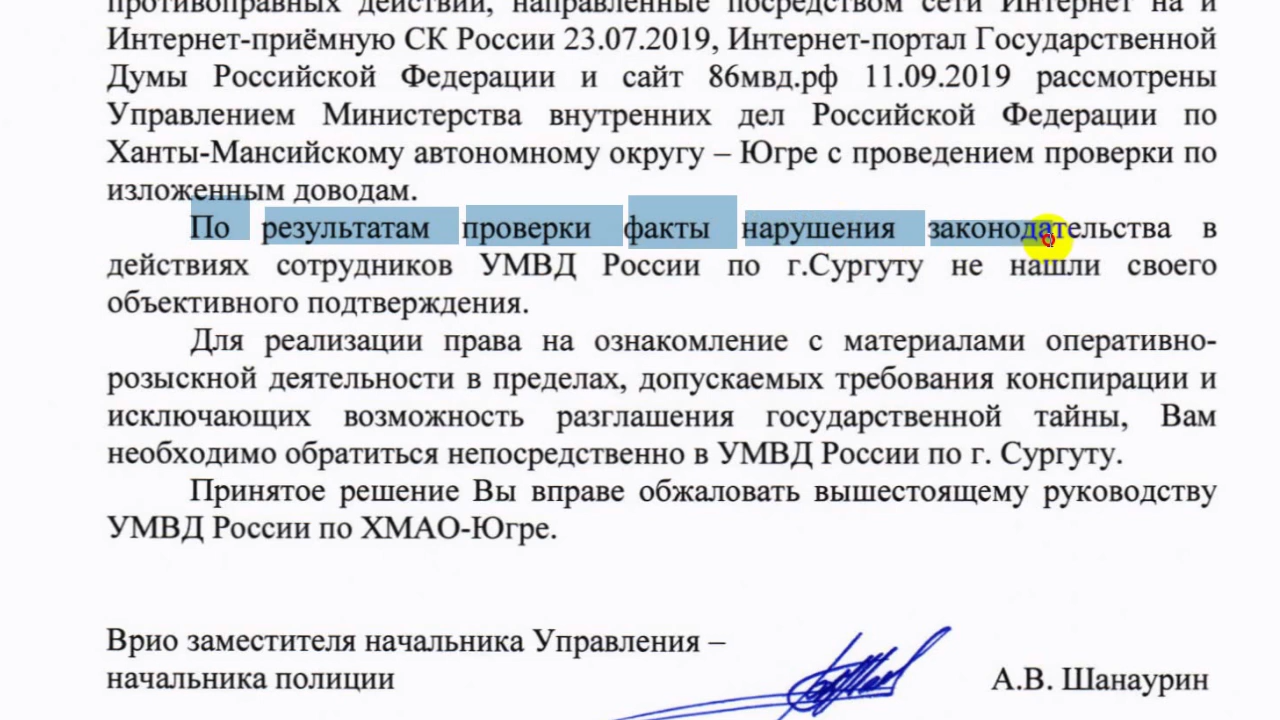 противоправных действий, направленные посредством сети Интернет на и
Интернет-приёмную СК России 23.07.2019, Интернет-портал Государственной
Думы Российской Федерации и сайт 86мвд.рф 11.09.2019 рассмотрены
Управлением Министерства внутренних дел Российской Федерации по
Ханты-Мансийскому автономному округу – Югре с проведением проверки по
изложенным доводам.
По результатам проверки факты нарушения законодательства в
действиях сотрудников УМВД России по г.Сургуту не нашли своего
объективного подтверждения.
Для реализации права на ознакомление с материалами оперативно-
розыскной деятельности в пределах, допускаемых требования конспирации и
исключающих возможность разглашения государственной тайны, Вам
необходимо обратиться непосредственно в УМВД России по г. Сургуту.
Принятое решение Вы вправе обжаловать вышестоящему руководству
УМВД России по ХМАО-Югре.
Врио заместителя начальника Управления –
начальника полиции А.В. Шанаурин